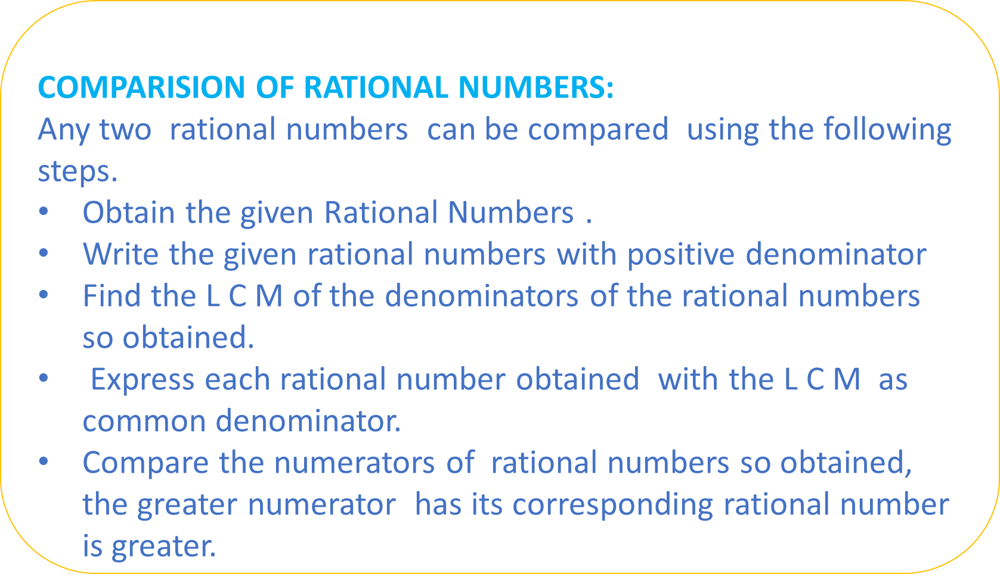 COMPARISION OF RATIONAL NUMBERS:
Any two rational numbers can be compared using the following
steps.
• Obtain the given Rational Numbers .
• Write the given rational numbers with positive denominator
• Find the L C M of the denominators of the rational numbers
so obtained.
• Express each rational number obtained with the L C M as
common denominator.
• Compare the numerators of rational numbers so obtained,
the greater numerator has its corresponding rational number
is greater.